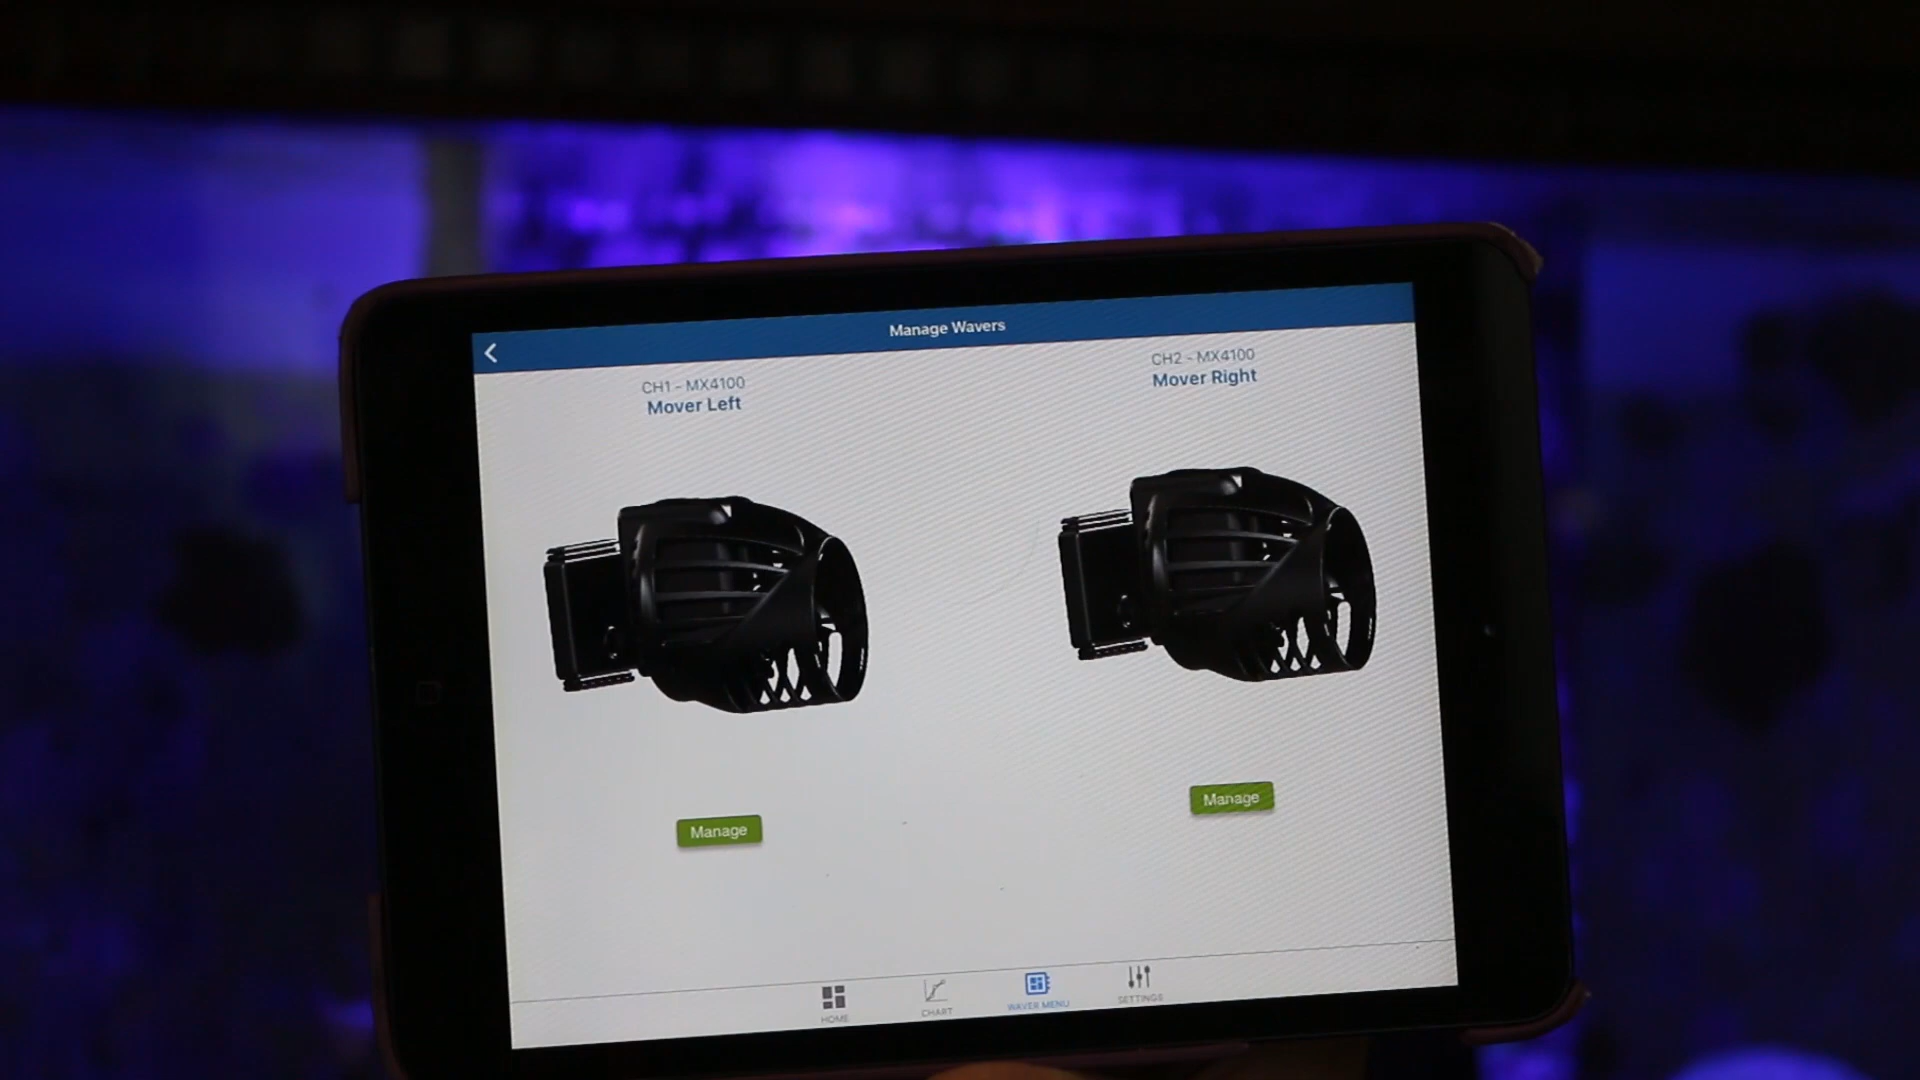 Manage Wavers
CH1 - MX4100
Mover Left
CH2 - MX4100
Mover Right
Manage
Manage
HOME
CHART
WAVER MENU
SETTINGS